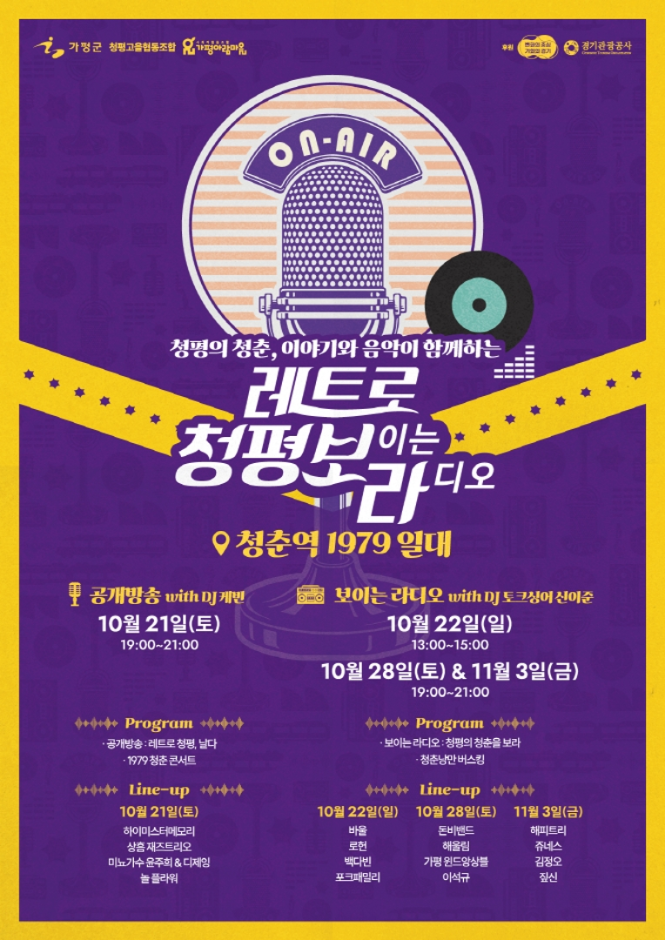 가평군 청평고을협동조합 가평아람마을
후원 경기관광공사
ON-AIR
청평의 청춘, 이야기와 음악이 함께하는
레트로
청평보이는
라디오
청춘역 1979 일대
공개방송 with DJ 케빈
10월 21일(토)
19:00~21:00
보이는 라디오 with DJ 토크싱어 신이준
10월 22일(일)
13:00~15:00
10월 28일(토) & 11월 3일(금)
19:00~21:00
Program
· 공개방송 : 레트로 청평, 날다
· 1979 청춘 콘서트
Program
· 보이는 라디오 : 청평의 청춘을 보라
· 청춘낭만 버스킹
Line-up
10월 21일(토)
하이미스터메모리
상흠 재즈트리오
미뇨가수 윤주희 & 디제잉
놀 플라워
Line-up
10월 22일(일)
바울
로헌
백다빈
포크패밀리
10월 28일(토)
돈비밴드
해울림
가평 윈드앙상블
이석규
11월 3일(금)
해피트리
쥬네스
김정오
짚신